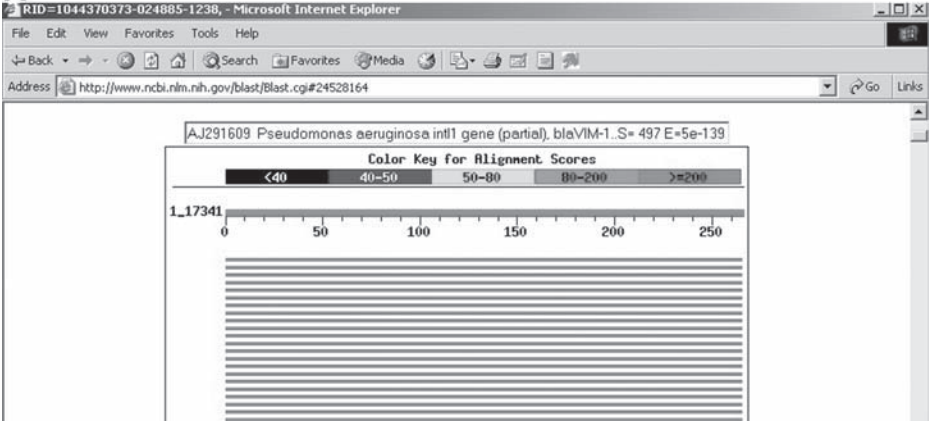 RID=1044370373-024885-1238, - Microsoft Internet Explorer
File Edit View Favorites Tools Help
Back Search Favorites Media
Address http://www.ncbi.nlm.nih.gov/blast/Blast.cgi#24528164 Go Links
AJ291609 Pseudomonas aeruginosa intI1 gene (partial), blaVIM-1..S= 497 E=5e-139
Color Key for Alignment Scores
<40 40-50 50-80 80-200 >=200
1_17341
0 50 100 150 200 250